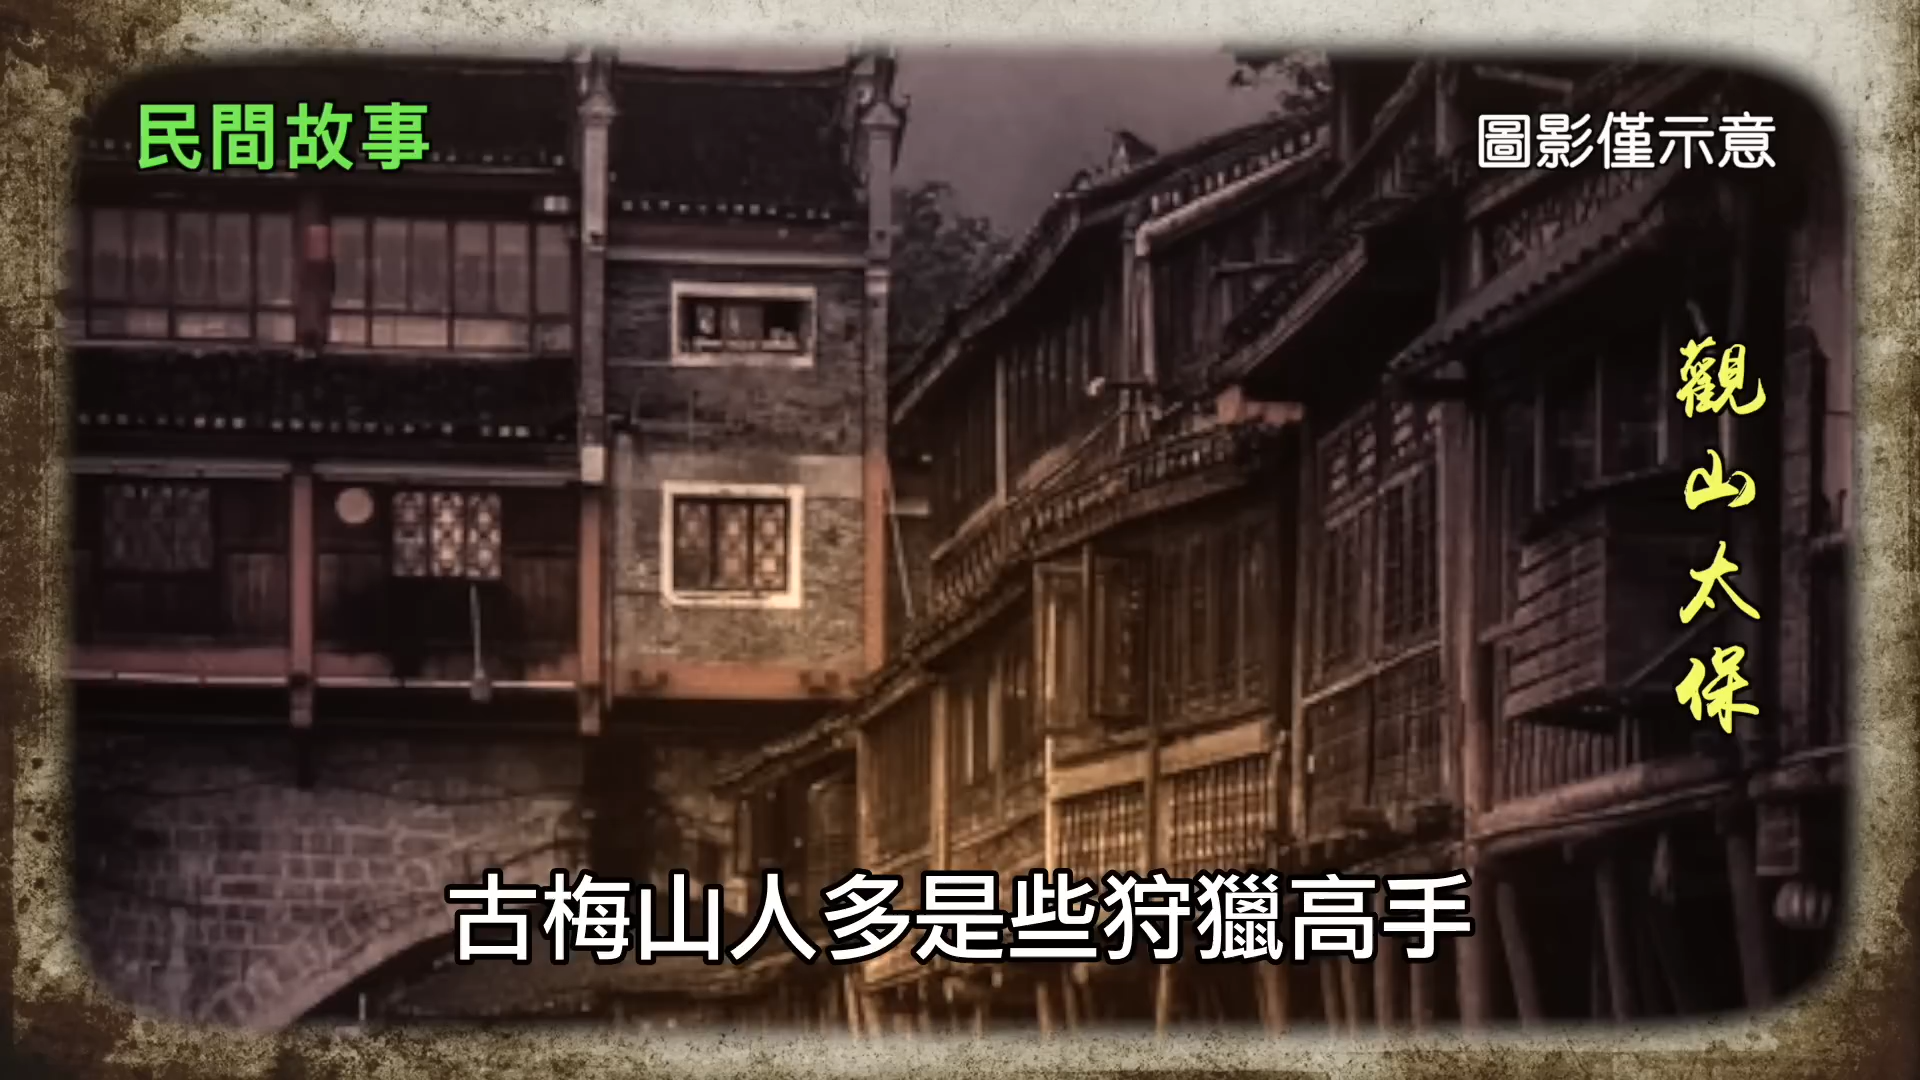 民間故事
圖影僅示意
觀山太保
古梅山人多是些狩獵高手